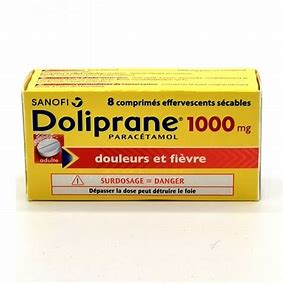 SANOFI
8 comprimés effervescents sécables
Doliprane® 1000 mg
PARACÉTAMOL
adulte
douleurs et fièvre
SURDOSAGE = DANGER
Dépasser la dose peut détruire le foie